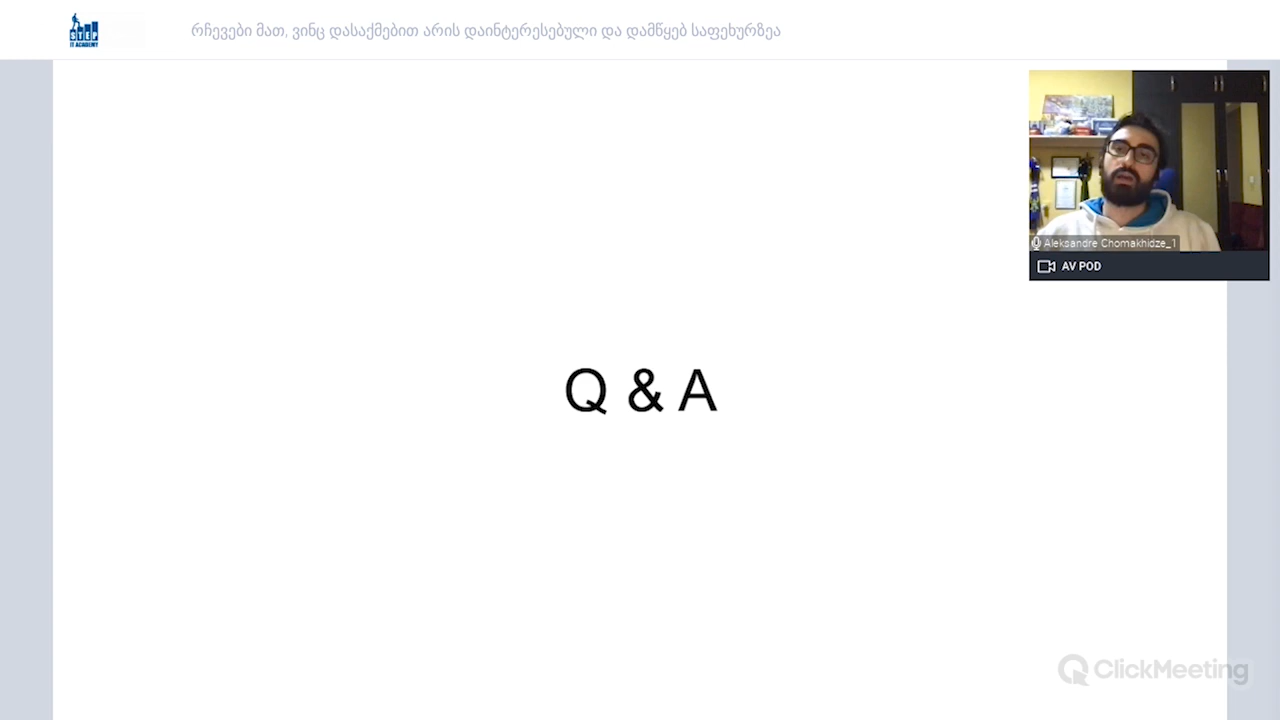 STEP
IT ACADEMY
რჩევები მათ, ვინც დასაქმებით არის დაინტერესებული და დამწყებ საფეხურზეა
Aleksandre Chomakhidze_1
AV POD
Q & A
ClickMeeting